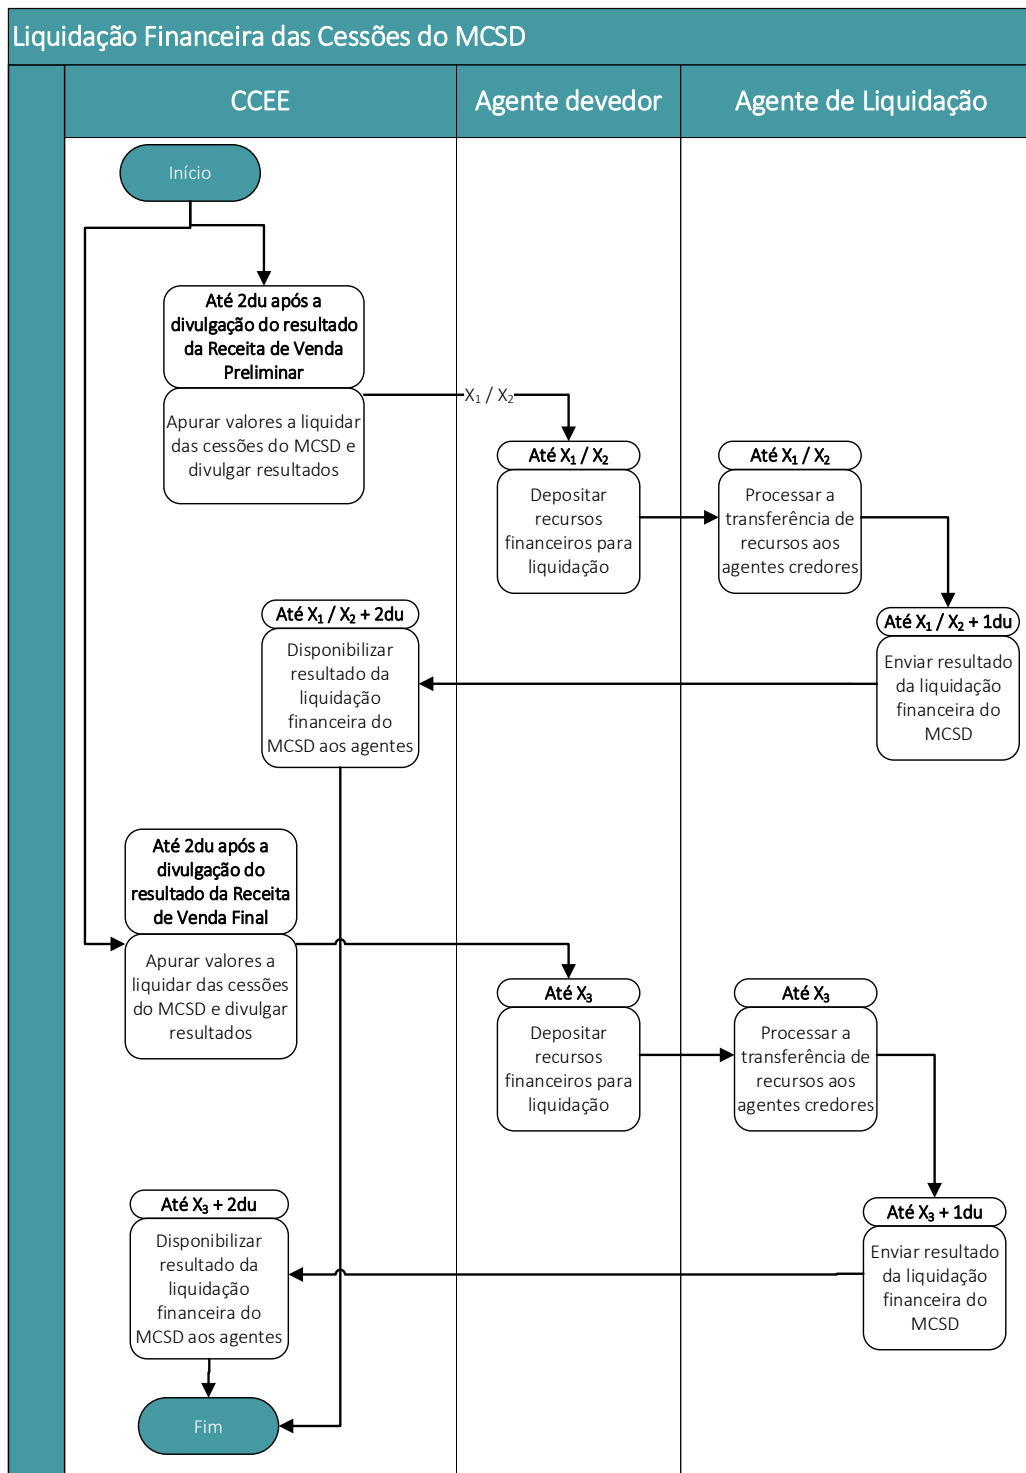 Liquidação Financeira das Cessões do MCSD
CCEE
Agente devedor
Agente de Liquidação
Início
Até 2du após a
divulgação do resultado
da Receita de Venda
Preliminar
Apurar valores a liquidar
das cessões do MCSD e
divulgar resultados
X₁ / X₂
Até X₁ / X₂
Depositar
recursos
financeiros para
liquidação
Até X₁ / X₂
Processar a
transferência de
recursos aos
agentes credores
Até X₁ / X₂ + 1du
Enviar resultado
da liquidação
financeira do
MCSD
Até X₁ / X₂ + 2du
Disponibilizar
resultado da
liquidação
financeira do
MCSD aos agentes
Até 2du após a
divulgação do
resultado da Receita
de Venda Final
Apurar valores a
liquidar das cessões
do MCSD e divulgar
resultados
Até X₃
Depositar
recursos
financeiros para
liquidação
Até X₃
Processar a
transferência de
recursos aos
agentes credores
Até X₃ + 1du
Enviar resultado
da liquidação
financeira do
MCSD
Até X₃ + 2du
Disponibilizar
resultado da
liquidação
financeira do
MCSD aos agentes
Fim